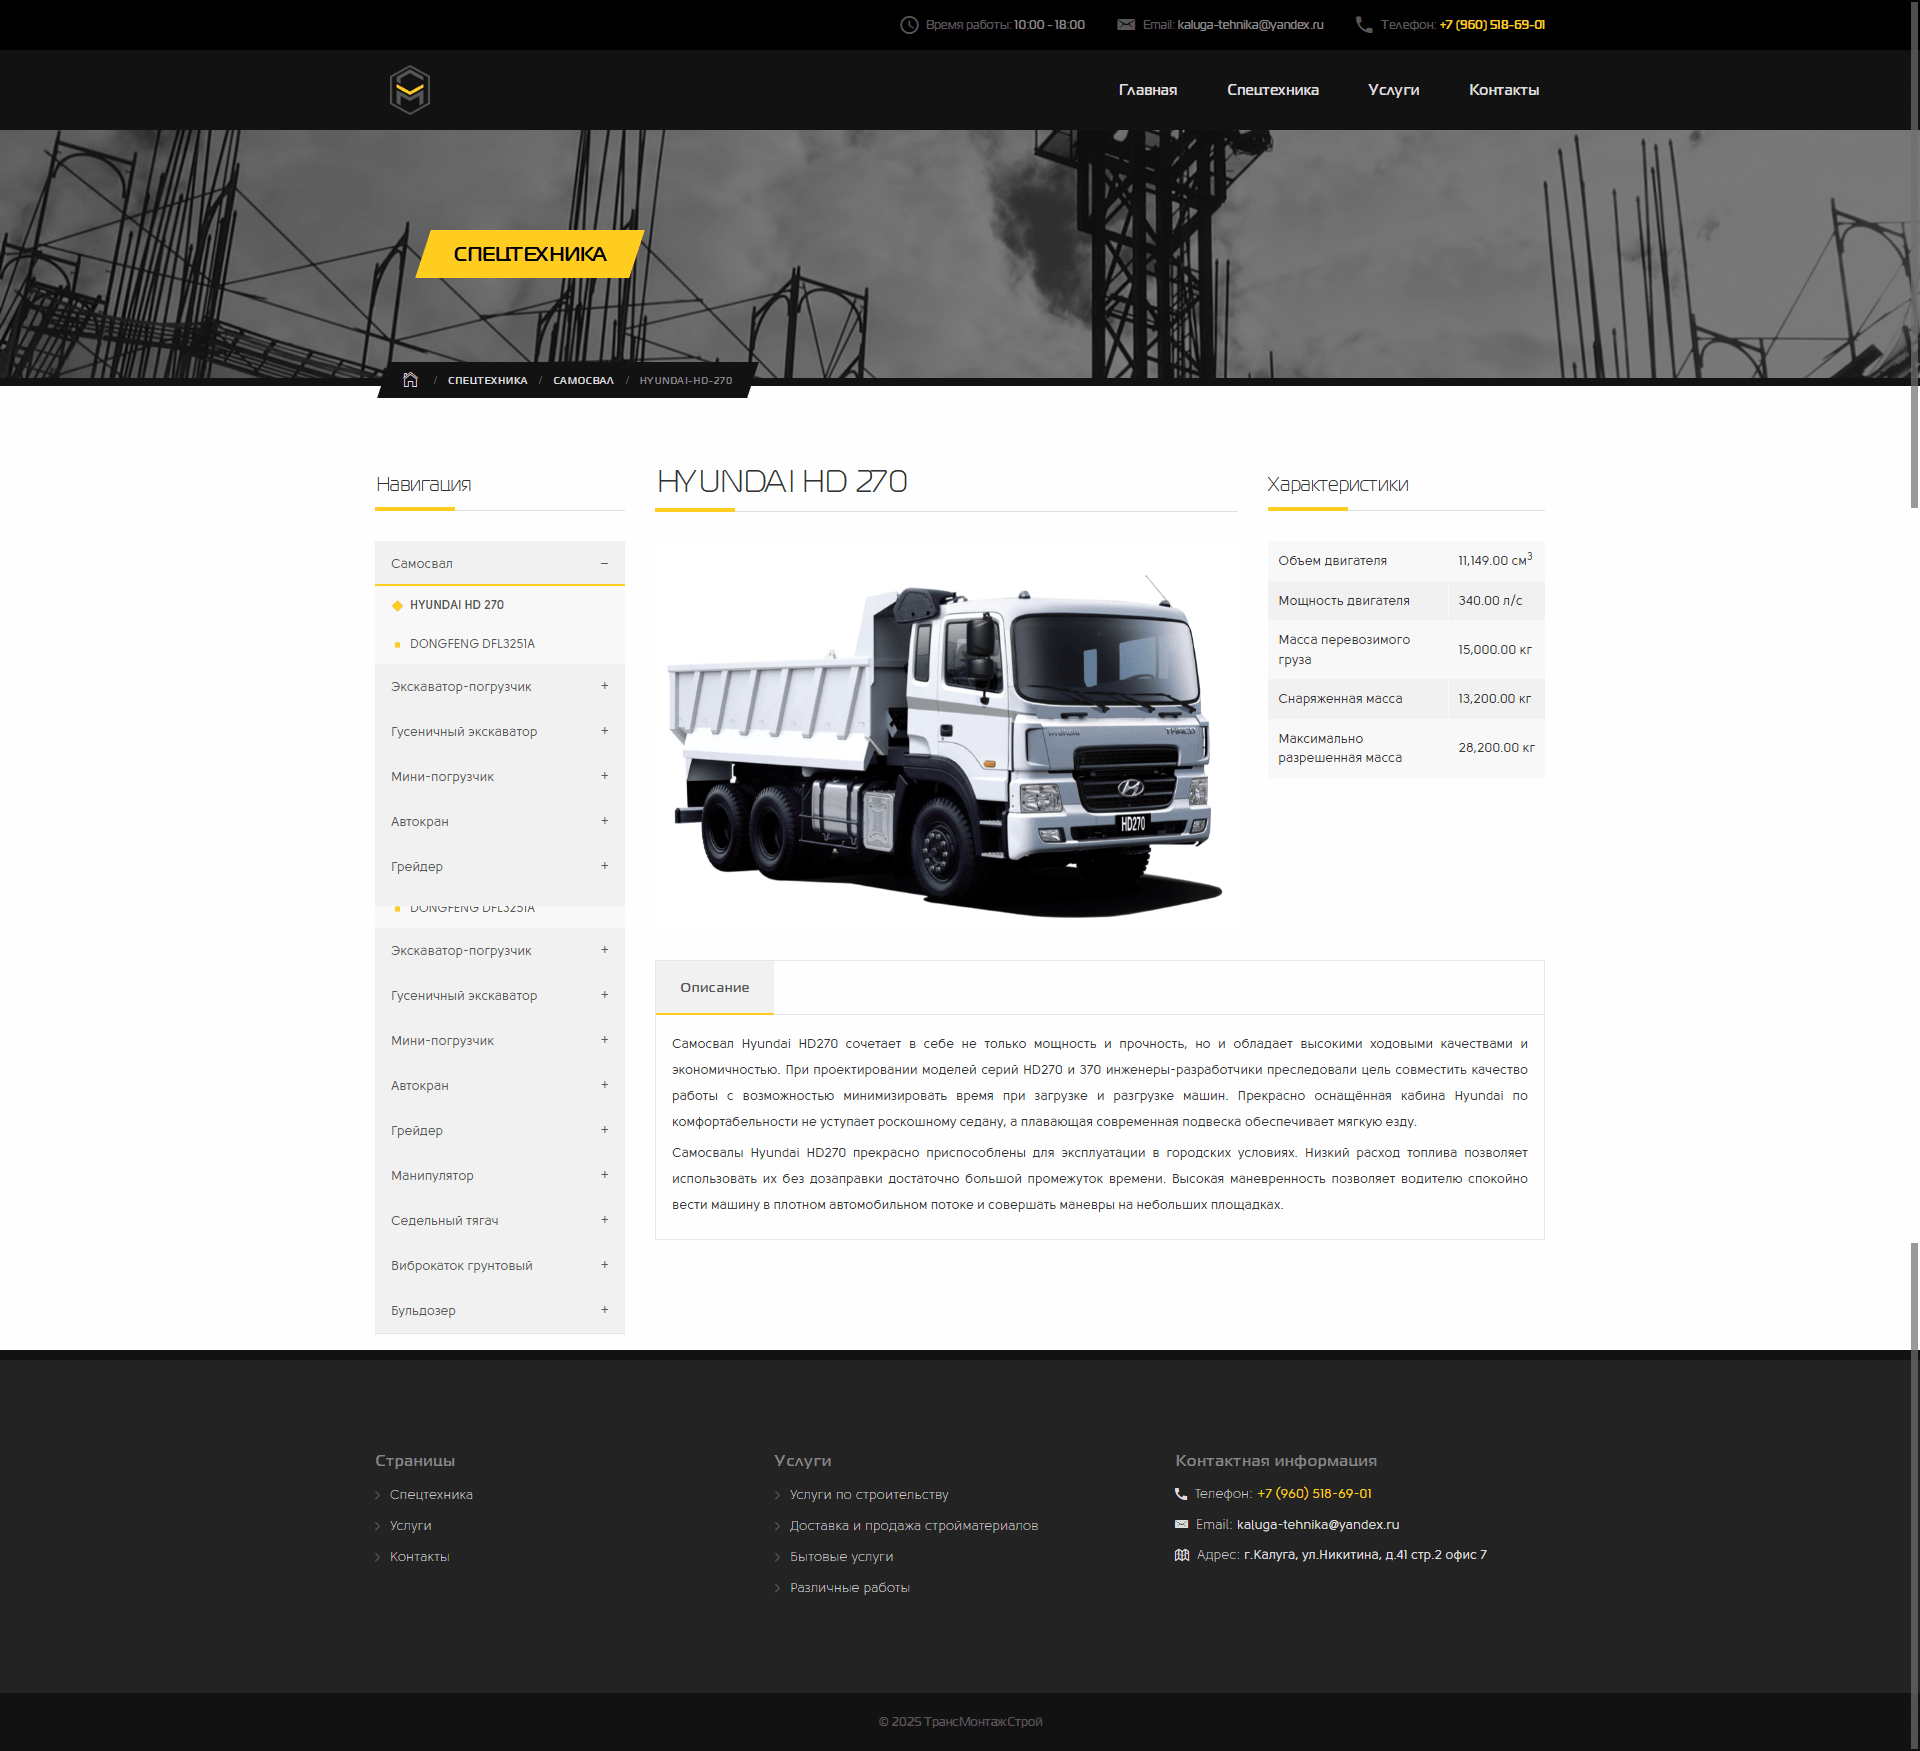 Время работы: 10:00 - 18:00
Email: kaluga-tehnika@yandex.ru
Телефон: +7 (960) 518-69-01
Главная
Спецтехника
Услуги
Контакты
СПЕЦТЕХНИКА
/ СПЕЦТЕХНИКА / САМОСВАЛ / HYUNDAI-HD-270
Навигация
Самосвал –
HYUNDAI HD 270
DONGFENG DFL3251A
Экскаватор-погрузчик +
Гусеничный экскаватор +
Мини-погрузчик +
Автокран +
Грейдер +
DONGFENG DFL3251A
Экскаватор-погрузчик +
Гусеничный экскаватор +
Мини-погрузчик +
Автокран +
Грейдер +
Манипулятор +
Седельный тягач +
Виброкаток грунтовый +
Бульдозер +
HYUNDAI HD 270
HYUNDAI
TRAGO
HD270
Характеристики
Объем двигателя 11,149.00 см3
Мощность двигателя 340.00 л/с
Масса перевозимого
груза 15,000.00 кг
Снаряженная масса 13,200.00 кг
Максимально
разрешенная масса 28,200.00 кг
Описание
Самосвал Hyundai HD270 сочетает в себе не только мощность и прочность, но и обладает высокими ходовыми качествами и
экономичностью. При проектировании моделей серий HD270 и 370 инженеры-разработчики преследовали цель совместить качество
работы с возможностью минимизировать время при загрузке и разгрузке машин. Прекрасно оснащённая кабина Hyundai по
комфортабельности не уступает роскошному седану, а плавающая современная подвеска обеспечивает мягкую езду.
Самосвалы Hyundai HD270 прекрасно приспособлены для эксплуатации в городских условиях. Низкий расход топлива позволяет
использовать их без дозаправки достаточно большой промежуток времени. Высокая маневренность позволяет водителю спокойно
вести машину в плотном автомобильном потоке и совершать маневры на небольших площадках.
Страницы
Спецтехника
Услуги
Контакты
Услуги
Услуги по строительству
Доставка и продажа стройматериалов
Бытовые услуги
Различные работы
Контактная информация
Телефон: +7 (960) 518-69-01
Email: kaluga-tehnika@yandex.ru
Адрес: г.Калуга, ул.Никитина, д.41 стр.2 офис 7
© 2025 ТрансМонтажСтрой